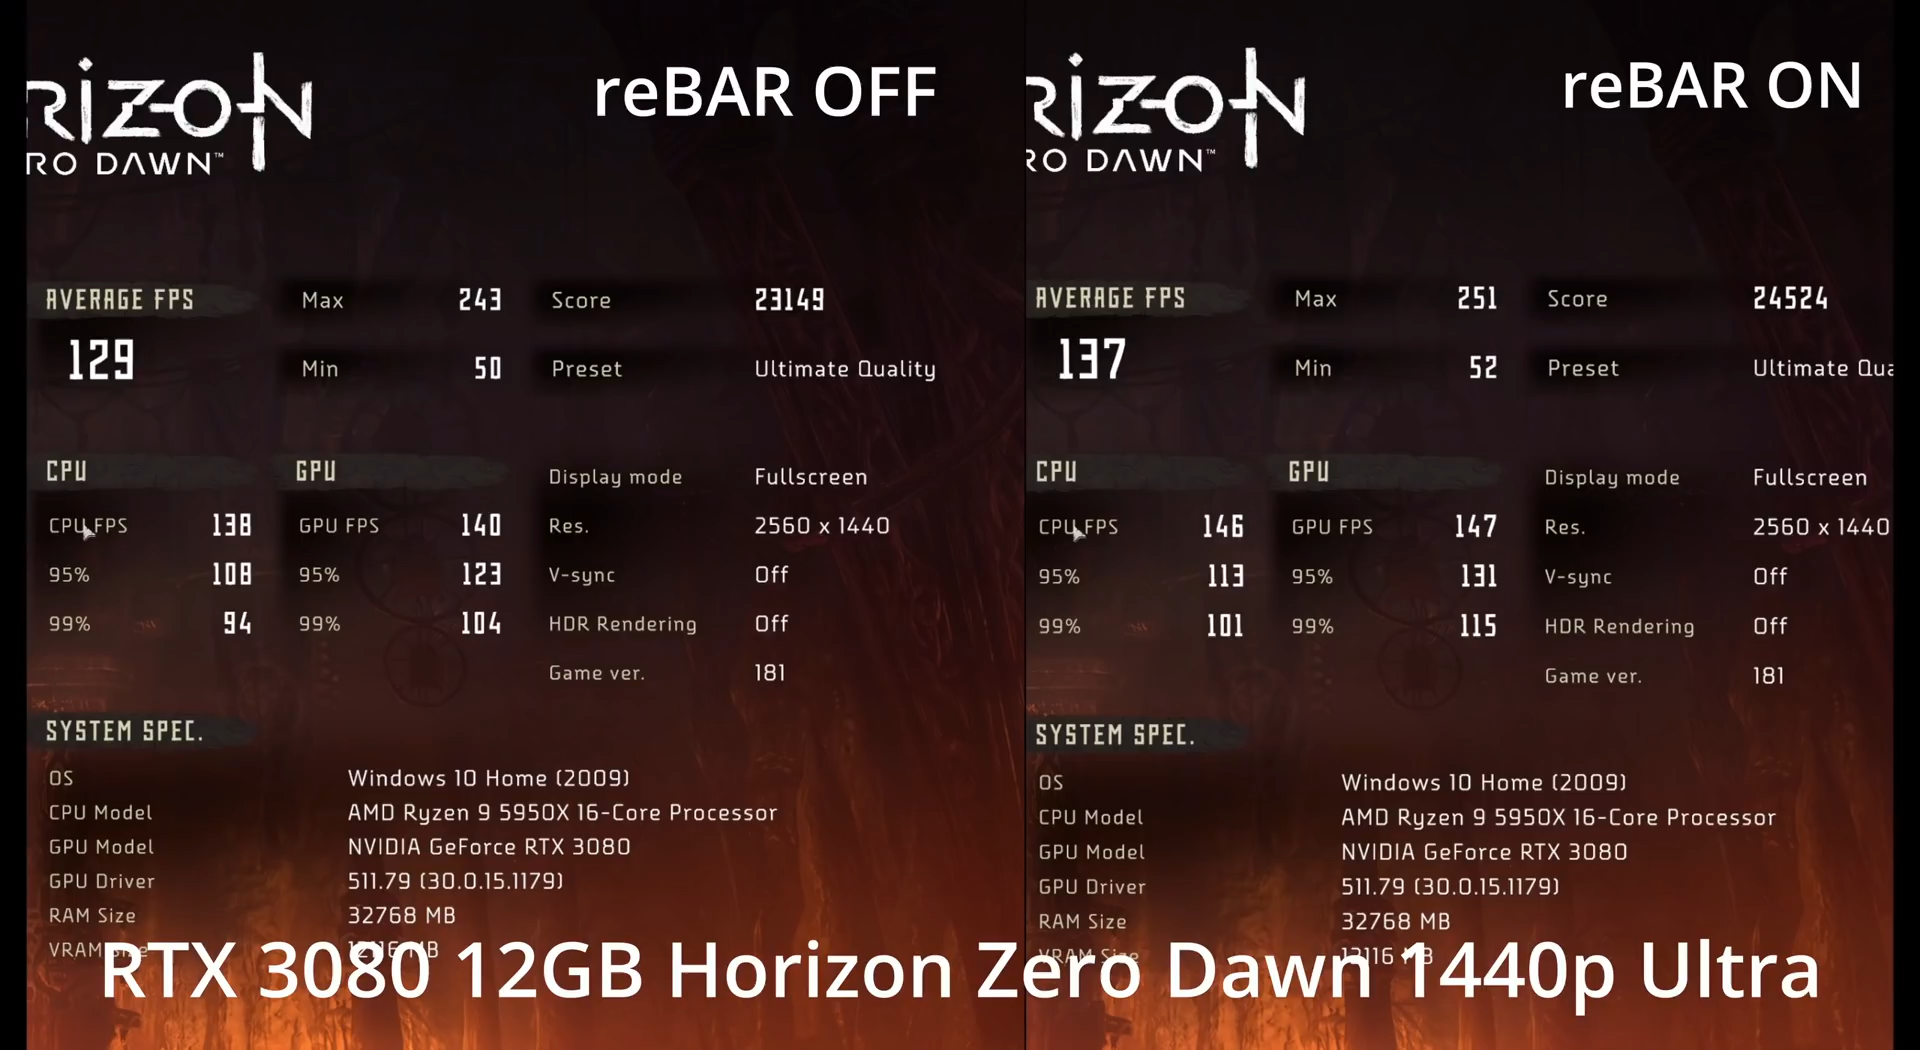 RIZON
RO DAWN™
reBAR OFF
AVERAGE FPS
129
Max 243
Min 50
Score 23149
Preset Ultimate Quality
CPU
CPU FPS 138
95% 108
99% 94
GPU
GPU FPS 140
95% 123
99% 104
Display mode Fullscreen
Res. 2560 x 1440
V-sync Off
HDR Rendering Off
Game ver. 181
SYSTEM SPEC.
OS Windows 10 Home (2009)
CPU Model AMD Ryzen 9 5950X 16-Core Processor
GPU Model NVIDIA GeForce RTX 3080
GPU Driver 511.79 (30.0.15.1179)
RAM Size 32768 MB
VRAM Size
RIZON
RO DAWN™
reBAR ON
AVERAGE FPS
137
Max 251
Min 52
Score 24524
Preset Ultimate Qua
CPU
CPU FPS 146
95% 113
99% 101
GPU
GPU FPS 147
95% 131
99% 115
Display mode Fullscreen
Res. 2560 x 1440
V-sync Off
HDR Rendering Off
Game ver. 181
SYSTEM SPEC.
OS Windows 10 Home (2009)
CPU Model AMD Ryzen 9 5950X 16-Core Processor
GPU Model NVIDIA GeForce RTX 3080
GPU Driver 511.79 (30.0.15.1179)
RAM Size 32768 MB
VRAM Size 12116 MB
RTX 3080 12GB Horizon Zero Dawn 1440p Ultra